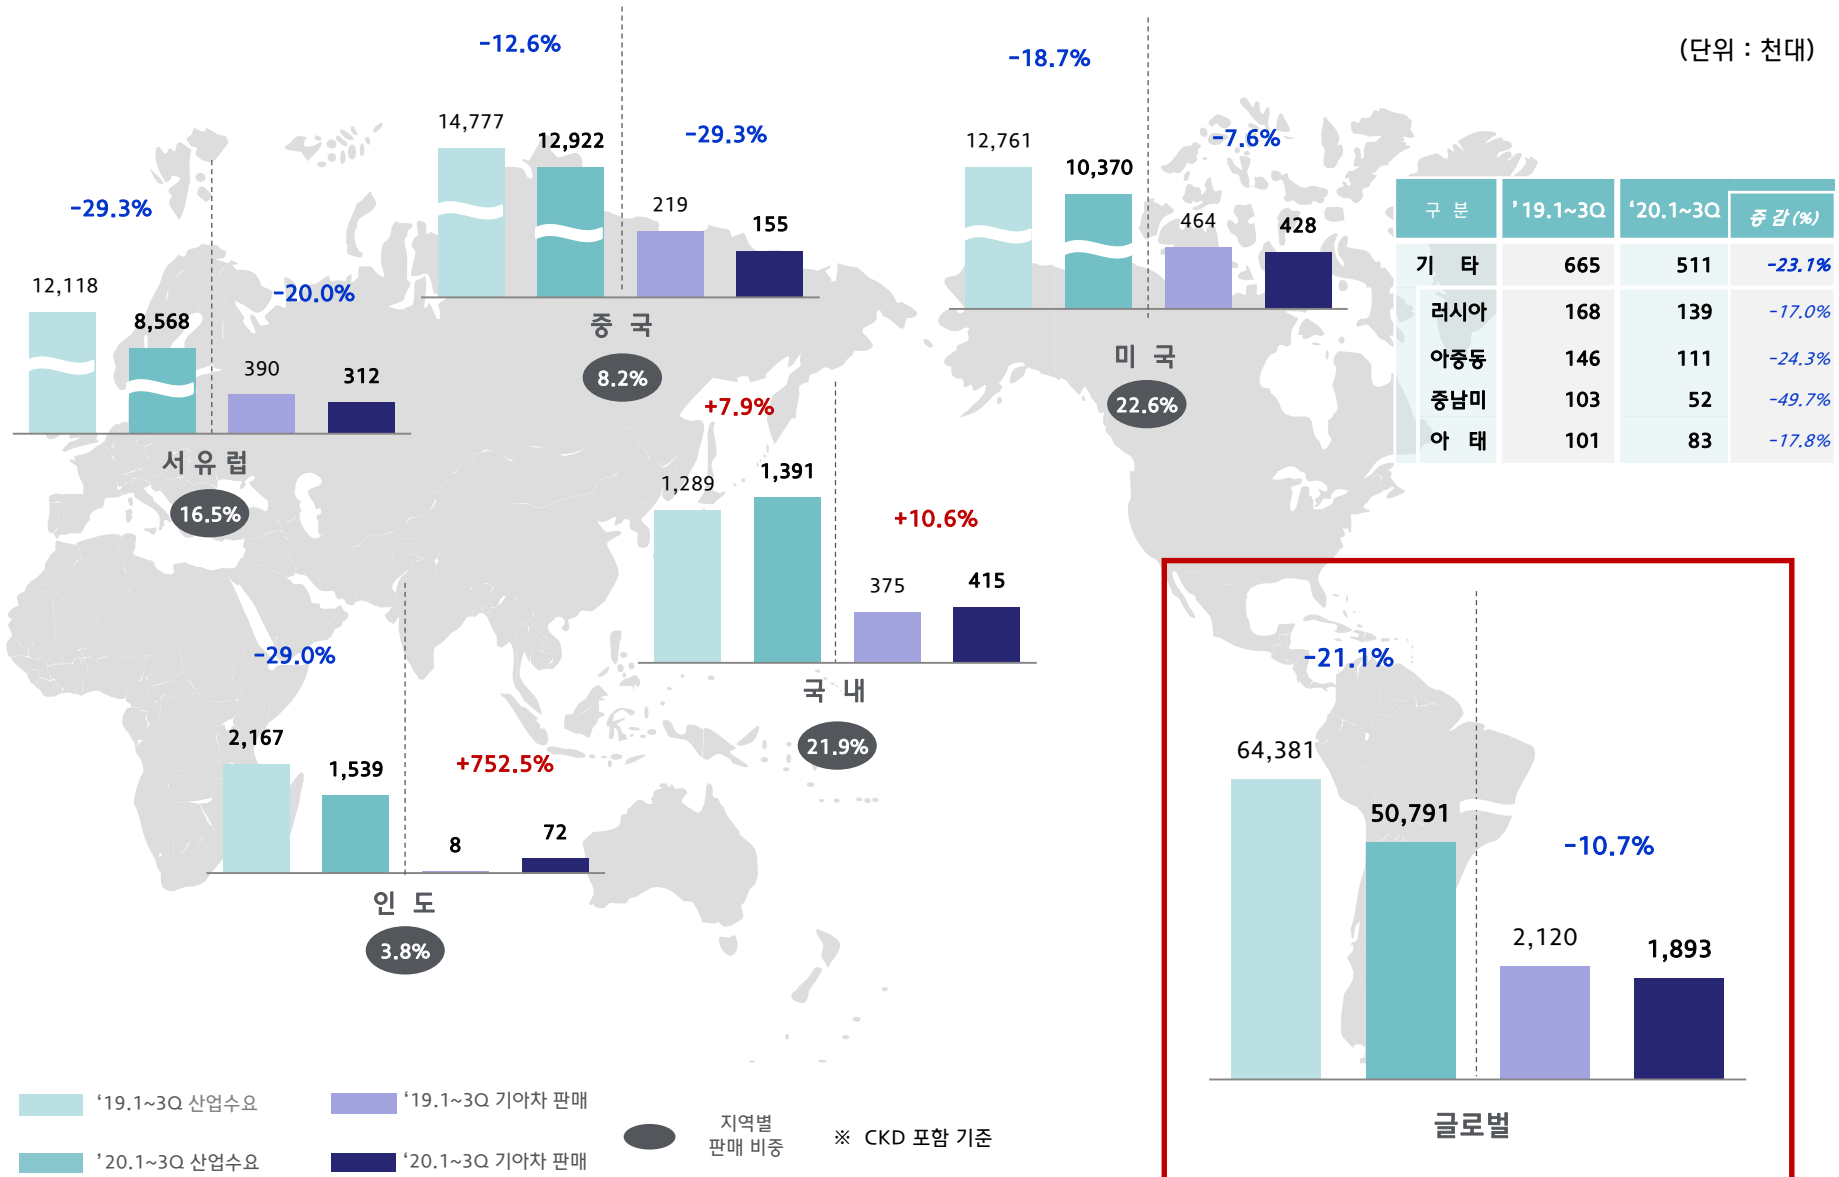 (단위 : 천대)
-12.6%
14,777
12,922
-29.3%
219
155
중 국
8.2%
-18.7%
12,761
10,370
-7.6%
464
428
미 국
22.6%
-29.3%
12,118
8,568
-20.0%
390
312
서 유 럽
16.5%
구 분 ’19.1~3Q ‘20.1~3Q 증 감 (%)
기 타 665 511 -23.1%
러시아 168 139 -17.0%
아중동 146 111 -24.3%
중남미 103 52 -49.7%
아 태 101 83 -17.8%
+7.9%
1,289
1,391
+10.6%
375
415
국 내
21.9%
-29.0%
2,167
1,539
+752.5%
8
72
인 도
3.8%
-21.1%
64,381
50,791
-10.7%
2,120
1,893
글로벌
‘19.1~3Q 산업수요
‘19.1~3Q 기아차 판매
’20.1~3Q 산업수요
‘20.1~3Q 기아차 판매
지역별
판매 비중
※ CKD 포함 기준